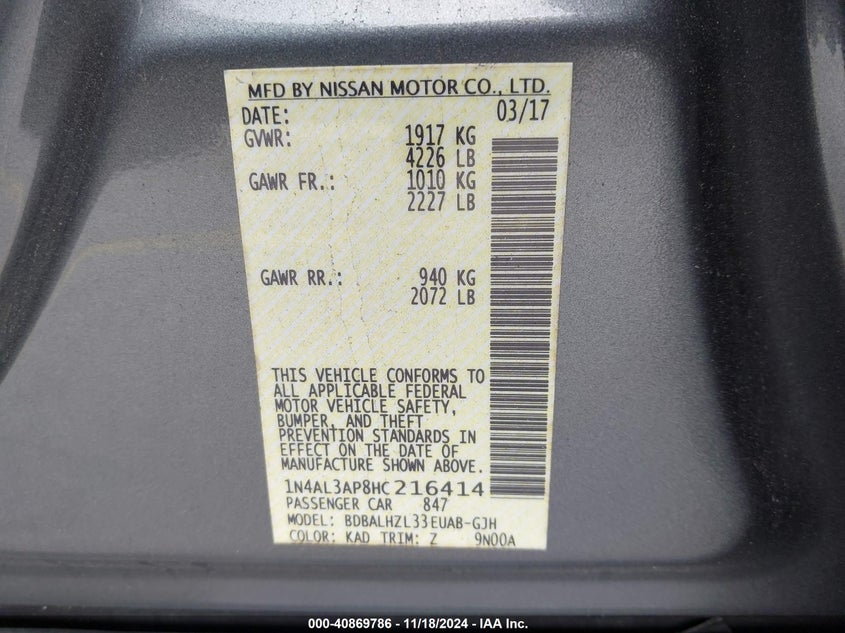 MFD BY NISSAN MOTOR CO., LTD.
DATE: 03/17
GVWR: 1917 KG
4226 LB
GAWR FR.: 1010 KG
2227 LB
GAWR RR.: 940 KG
2072 LB
THIS VEHICLE CONFORMS TO
ALL APPLICABLE FEDERAL
MOTOR VEHICLE SAFETY,
BUMPER, AND THEFT
PREVENTION STANDARDS IN
EFFECT ON THE DATE OF
MANUFACTURE SHOWN ABOVE.
1N4AL3AP8HC216414
PASSENGER CAR 847
MODEL: BDBALHZL33EUAB-GJH
COLOR: KAD TRIM: Z 9N00A
000-40869786 - 11/18/2024 - IAA Inc.